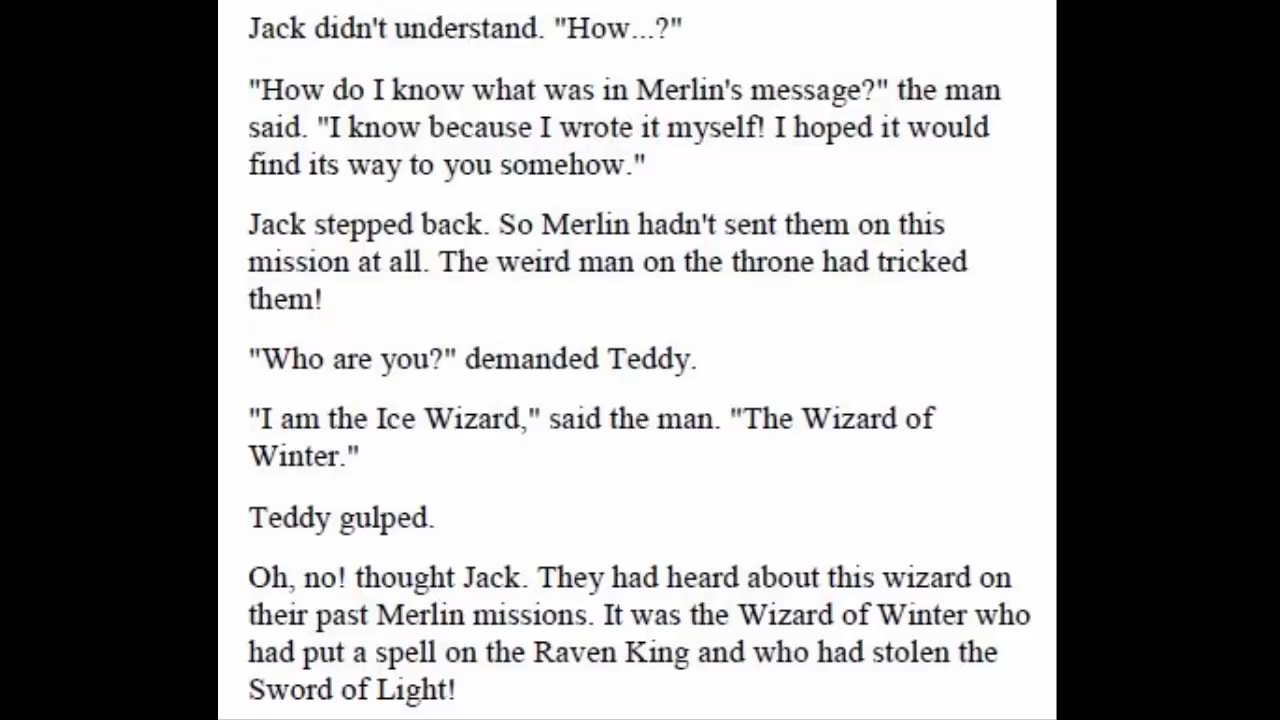 Jack didn't understand. "How...?"
"How do I know what was in Merlin's message?" the man
said. "I know because I wrote it myself! I hoped it would
find its way to you somehow."
Jack stepped back. So Merlin hadn't sent them on this
mission at all. The weird man on the throne had tricked
them!
"Who are you?" demanded Teddy.
"I am the Ice Wizard," said the man. "The Wizard of
Winter."
Teddy gulped.
Oh, no! thought Jack. They had heard about this wizard on
their past Merlin missions. It was the Wizard of Winter who
had put a spell on the Raven King and who had stolen the
Sword of Light!